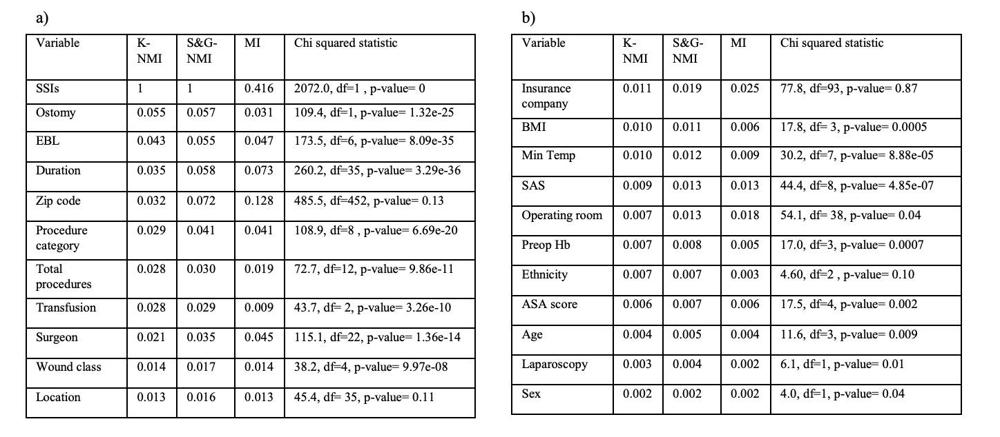 a)
Variable K- S&G- MI Chi squared statistic
NMI NMI
SSIs 1 1 0.416 2072.0, df=1 , p-value= 0
Ostomy 0.055 0.057 0.031 109.4, df=1, p-value= 1.32e-25
EBL 0.043 0.055 0.047 173.5, df=6, p-value= 8.09e-35
Duration 0.035 0.058 0.073 260.2, df=35, p-value= 3.29e-36
Zip code 0.032 0.072 0.128 485.5, df=452, p-value= 0.13
Procedure 0.029 0.041 0.041 108.9, df=8 , p-value= 6.69e-20
category
Total 0.028 0.030 0.019 72.7, df=12, p-value= 9.86e-11
procedures
Transfusion 0.028 0.029 0.009 43.7, df= 2, p-value= 3.26e-10
Surgeon 0.021 0.035 0.045 115.1, df=22, p-value= 1.36e-14
Wound class 0.014 0.017 0.014 38.2, df=4, p-value= 9.97e-08
Location 0.013 0.016 0.013 45.4, df= 35, p-value= 0.11
b)
Variable K- S&G- MI Chi squared statistic
NMI NMI
Insurance 0.011 0.019 0.025 77.8, df=93, p-value= 0.87
company
BMI 0.010 0.011 0.006 17.8, df= 3, p-value= 0.0005
Min Temp 0.010 0.012 0.009 30.2, df=7, p-value= 8.88e-05
SAS 0.009 0.013 0.013 44.4, df=8, p-value= 4.85e-07
Operating room 0.007 0.013 0.018 54.1, df= 38, p-value= 0.04
Preop Hb 0.007 0.008 0.005 17.0, df=3, p-value= 0.0007
Ethnicity 0.007 0.007 0.003 4.60, df=2 , p-value= 0.10
ASA score 0.006 0.007 0.006 17.5, df=4, p-value= 0.002
Age 0.004 0.005 0.004 11.6, df=3, p-value= 0.009
Laparoscopy 0.003 0.004 0.002 6.1, df=1, p-value= 0.01
Sex 0.002 0.002 0.002 4.0, df=1, p-value= 0.04